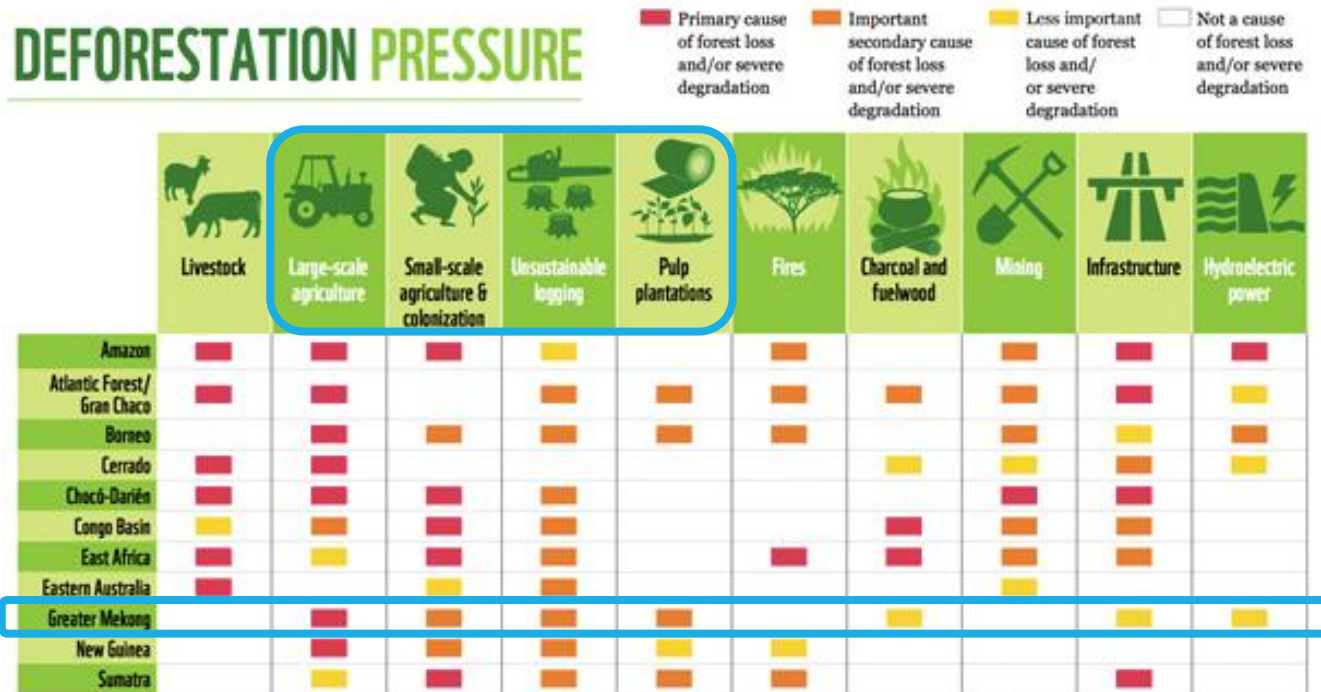 DEFORESTATION PRESSURE
Primary cause
of forest loss
and/or severe
degradation
Important
secondary cause
of forest loss
and/or severe
degradation
Less important
cause of forest
loss and/
or severe
degradation
Not a cause
of forest loss
and/or severe
degradation
Livestock
Large-scale
agriculture
Small-scale
agriculture &
colonization
Unsustainable
logging
Pulp
plantations
Fires
Charcoal and
fuelwood
Mining
Infrastructure
Hydroelectric
power
Amazon
Atlantic Forest/
Gran Chaco
Borneo
Cerrado
Chocó-Darién
Congo Basin
East Africa
Eastern Australia
Greater Mekong
New Guinea
Sumatra